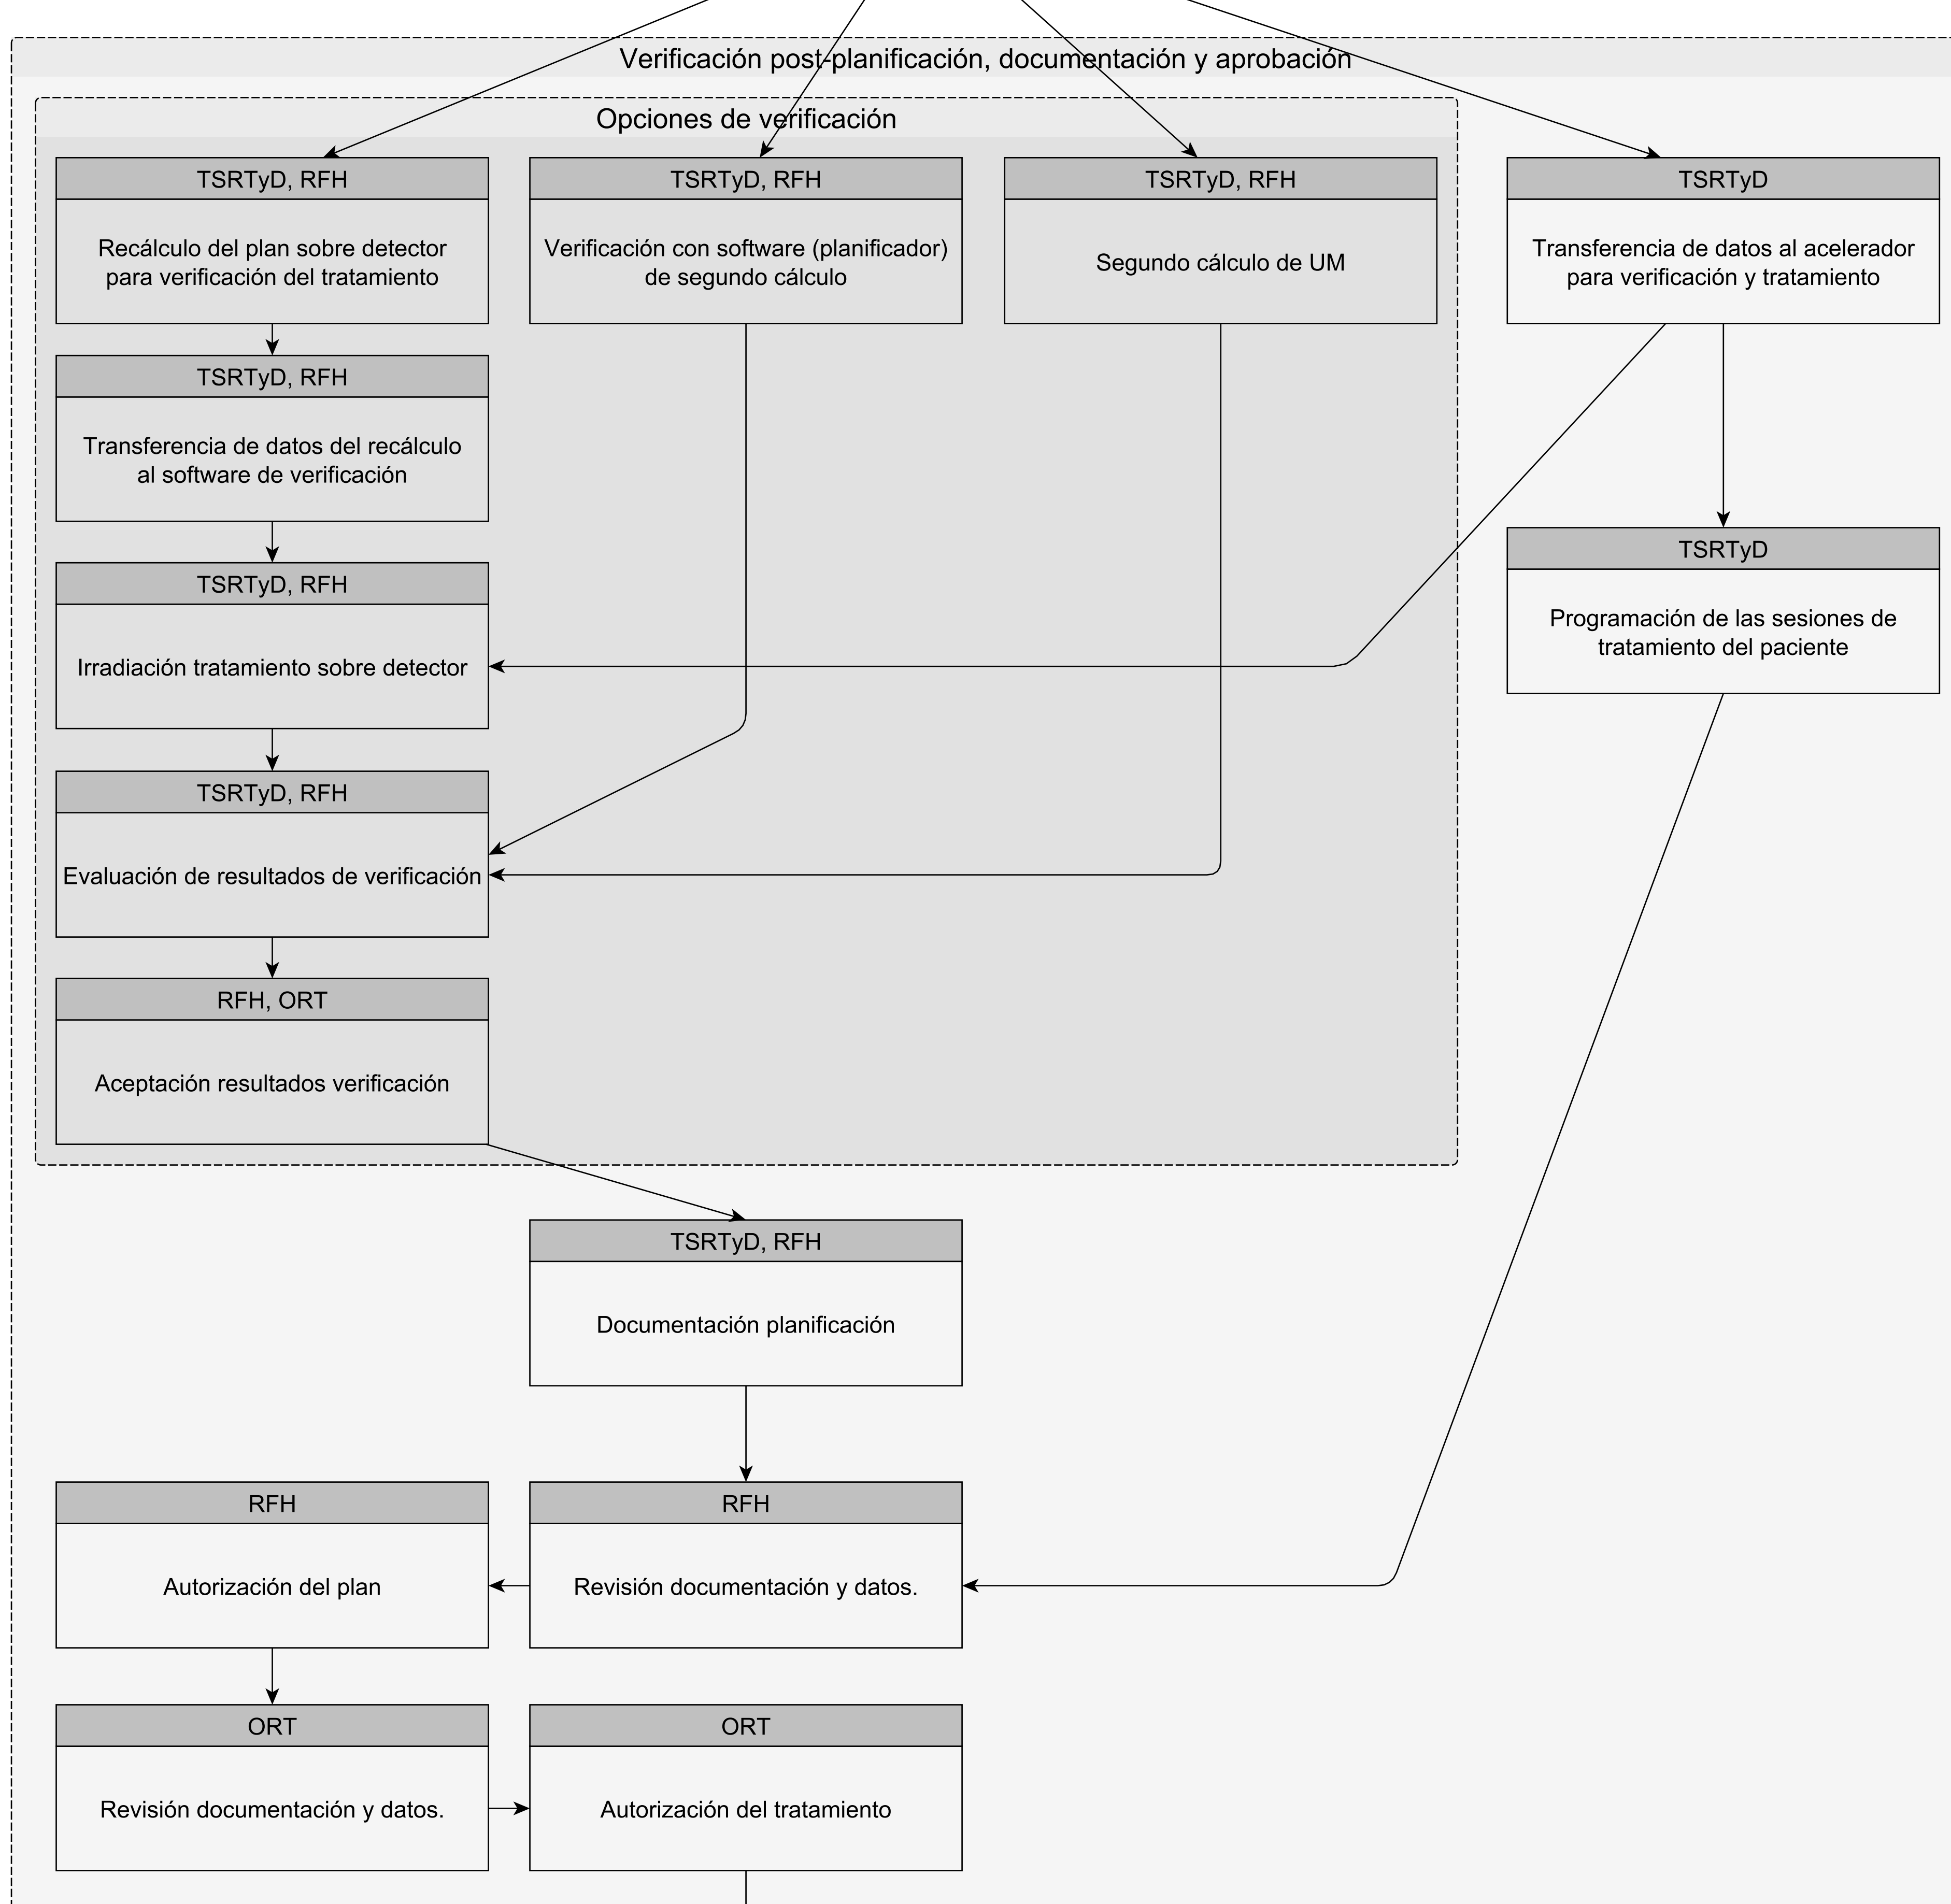 Verificación post-planificación, documentación y aprobación
Opciones de verificación
TSRTyD, RFH
Recálculo del plan sobre detector
para verificación del tratamiento
TSRTyD, RFH
Verificación con software (planificador)
de segundo cálculo
TSRTyD, RFH
Segundo cálculo de UM
TSRTyD
Transferencia de datos al acelerador
para verificación y tratamiento
TSRTyD, RFH
Transferencia de datos del recálculo
al software de verificación
TSRTyD
Programación de las sesiones de
tratamiento del paciente
TSRTyD, RFH
Irradiación tratamiento sobre detector
TSRTyD, RFH
Evaluación de resultados de verificación
RFH, ORT
Aceptación resultados verificación
TSRTyD, RFH
Documentación planificación
RFH
Autorización del plan
RFH
Revisión documentación y datos.
ORT
Revisión documentación y datos.
ORT
Autorización del tratamiento